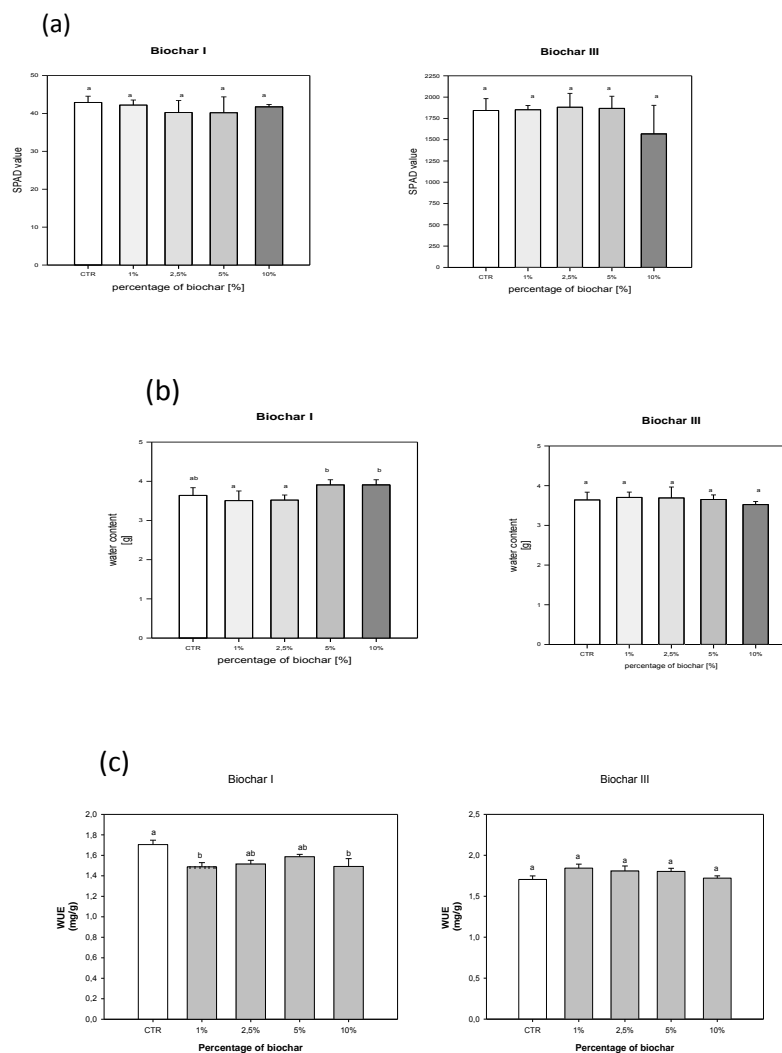 (a)
Biochar I
a a a a a
50
40
30
20
10
0
SPAD value
CTR 1% 2,5% 5% 10%
percentage of biochar [%]
Biochar III
a a a a a
2250
2000
1750
1500
1250
1000
750
500
250
0
SPAD value
CTR 1% 2,5% 5% 10%
percentage of biochar [%]
(b)
Biochar I
ab a a b b
5
4
3
2
1
0
water content
[g]
CTR 1% 2,5% 5% 10%
percentage of biochar [%]
Biochar III
a a a a a
5
4
3
2
1
0
water content
[g]
CTR 1% 2,5% 5% 10%
percentage of biochar [%]
(c)
Biochar I
a b ab ab b
2,0
1,8
1,6
1,4
1,2
1,0
0,8
0,6
0,4
0,2
0,0
WUE
(mg/g)
CTR 1% 2,5% 5% 10%
Percentage of biochar
Biochar III
a a a a a
2,5
2,0
1,5
1,0
0,5
0,0
WUE
(mg/g)
CTR 1% 2,5% 5% 10%
Percentage of biochar